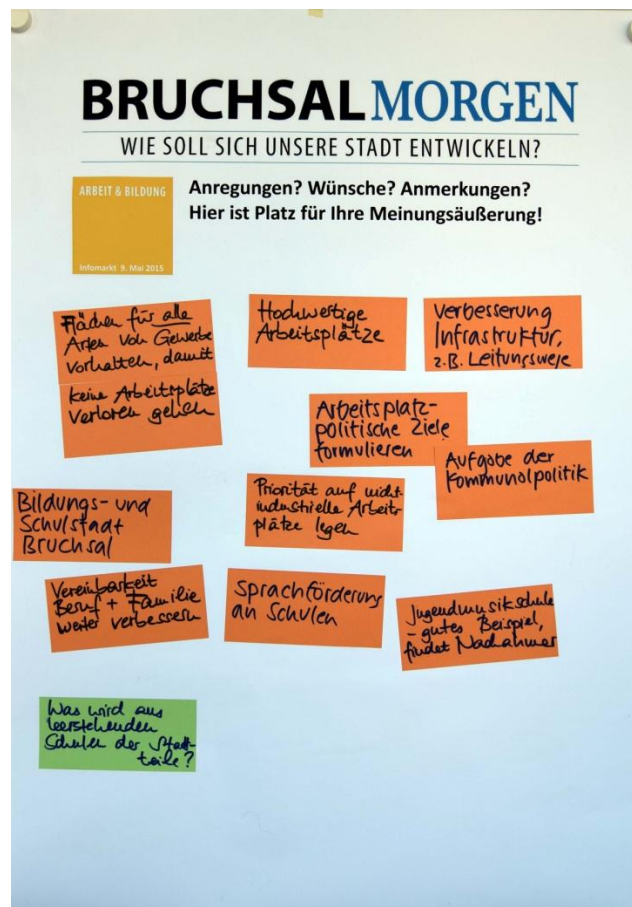 BRUCHSALMORGEN
WIE SOLL SICH UNSERE STADT ENTWICKELN?
ARBEIT & BILDUNG
Infomarkt 9. Mai 2015
Anregungen? Wünsche? Anmerkungen?
Hier ist Platz für Ihre Meinungsäußerung!
Flächen für alle
Arten von Gewerbe
vorhalten, damit
keine Arbeitsplätze
verloren gehen
Hochwertige
Arbeitsplätze
Verbesserung
Infrastruktur,
z.B. Leitungswege
Arbeitsplatz-
politische Ziele
formulieren
Aufgabe der
Kommunalpolitik
Priorität auf nicht-
industrielle Arbeits
plätze legen
Bildungs- und
Schulstadt
Bruchsal
Vereinbarkeit
Beruf + Familie
weiter verbessern
Sprachförderung
an Schulen
Jugendmusikschule
- gutes Beispiel,
findet Nachahmer
Was wird aus
leerstehenden
Schulen der Stadt-
teile?